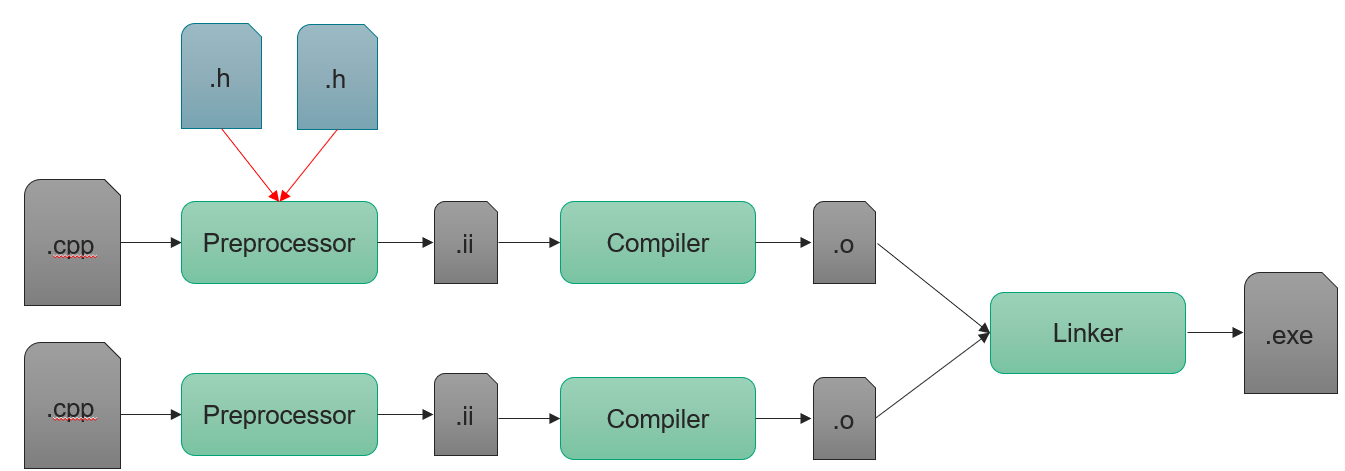 .h
.h
.cpp
Preprocessor
.ii
Compiler
.o
Linker
.exe
.cpp
Preprocessor
.ii
Compiler
.o